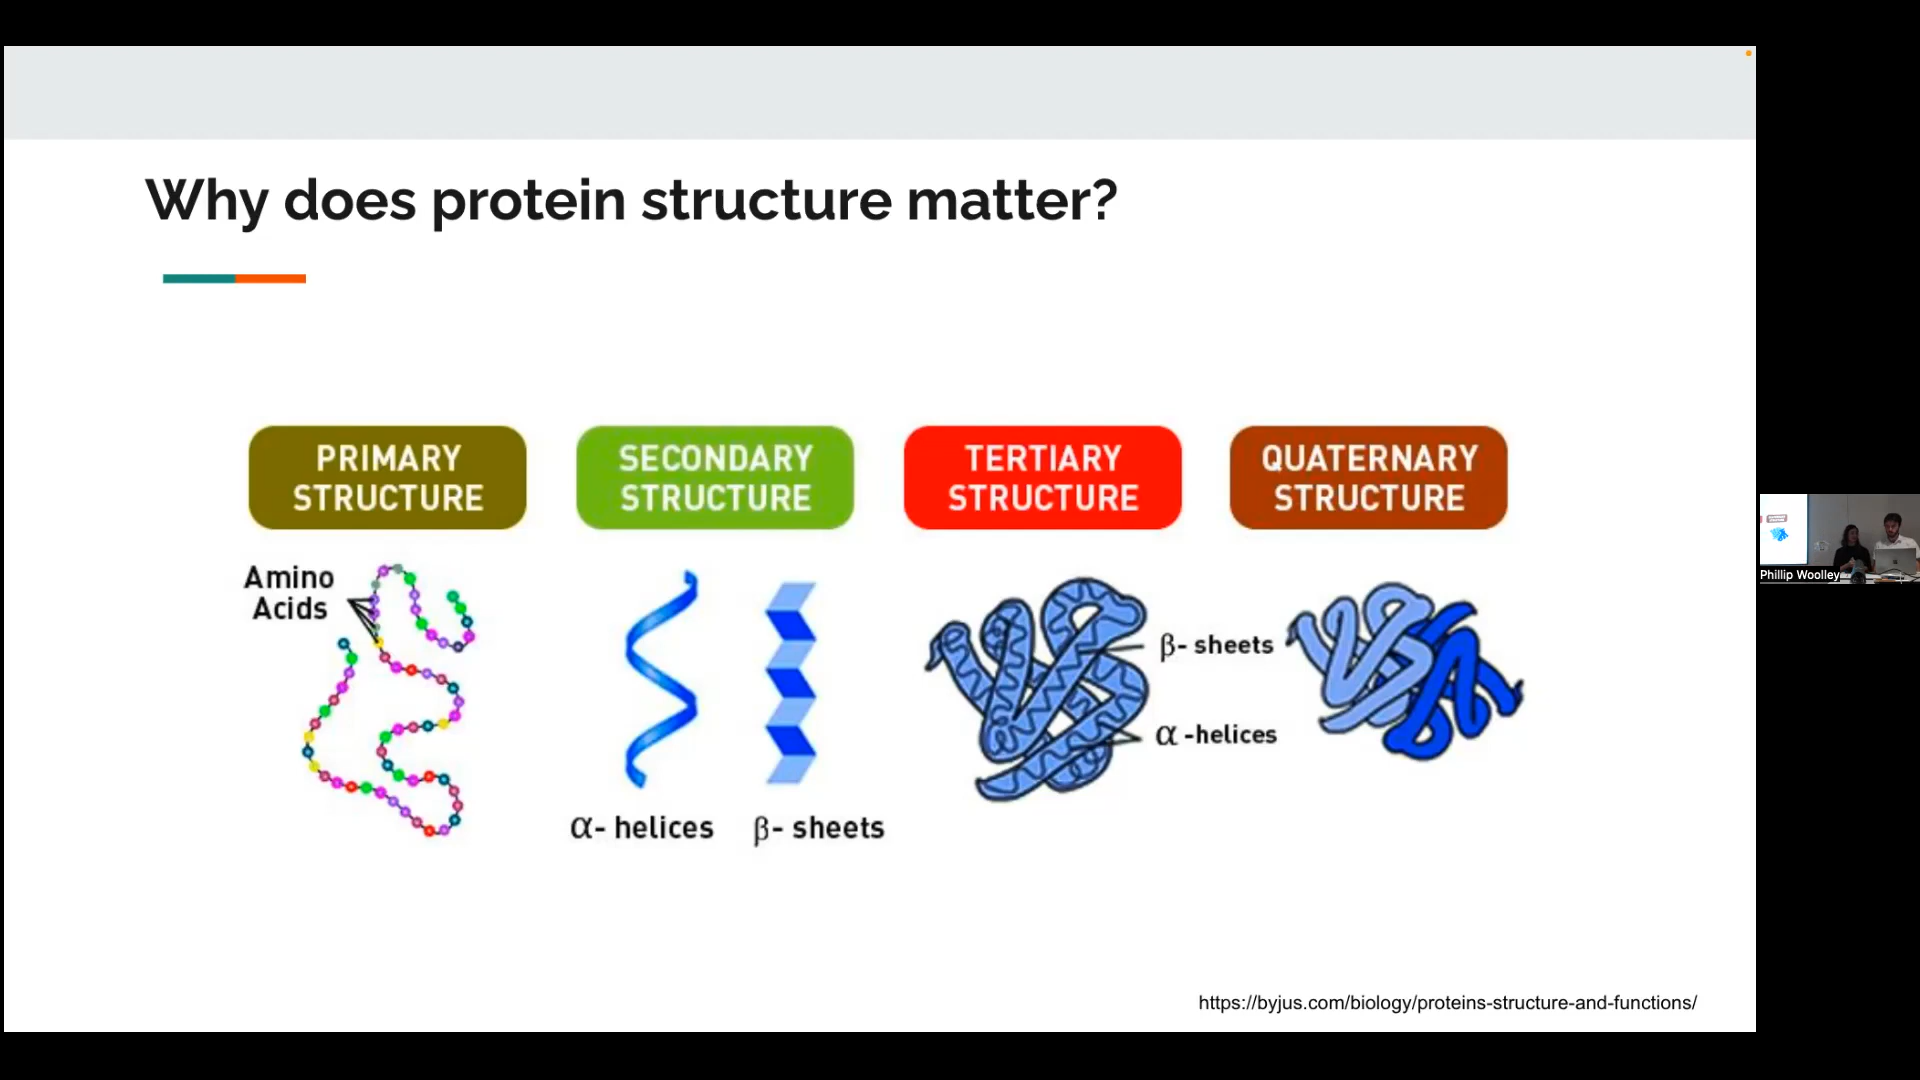 Why does protein structure matter?
PRIMARY
STRUCTURE
SECONDARY
STRUCTURE
TERTIARY
STRUCTURE
QUATERNARY
STRUCTURE
Amino
Acids
α- helices
β- sheets
β- sheets
α-helices
https://byjus.com/biology/proteins-structure-and-functions/
Phillip Woolley